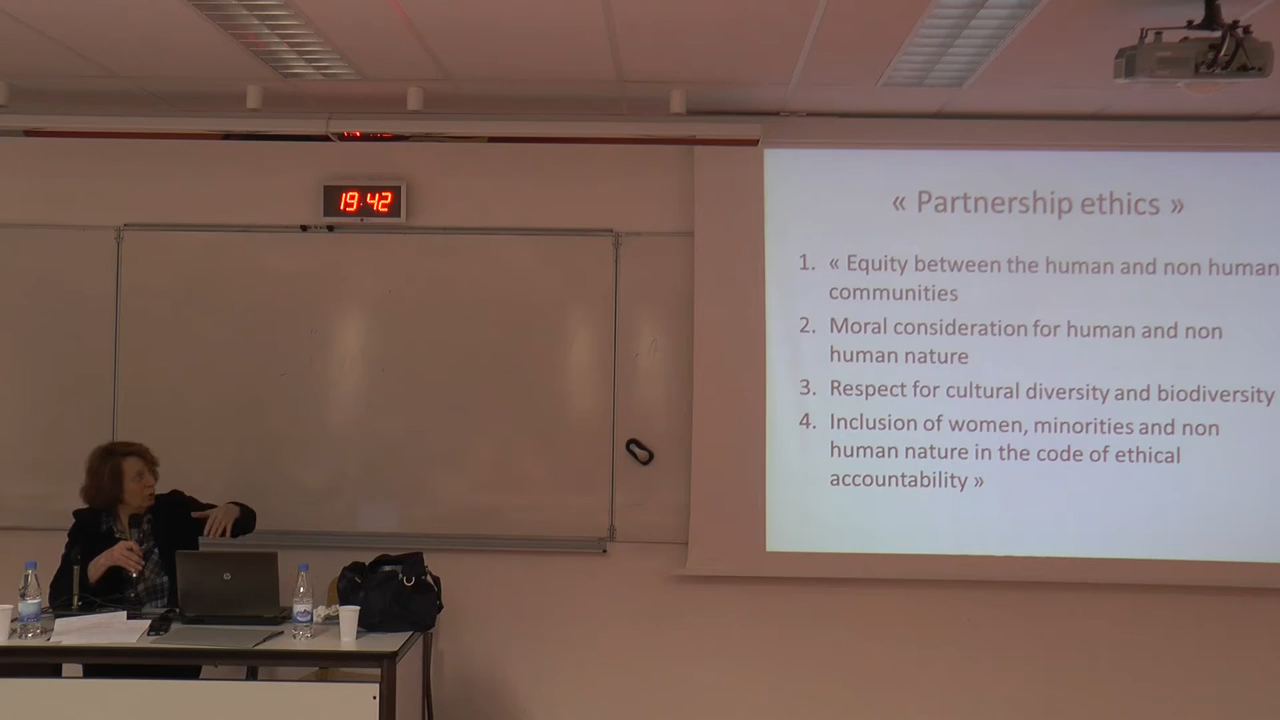 19:42
« Partnership ethics »
1. « Equity between the human and non human
communities
2. Moral consideration for human and non
human nature
3. Respect for cultural diversity and biodiversity
4. Inclusion of women, minorities and non
human nature in the code of ethical
accountability »
hp